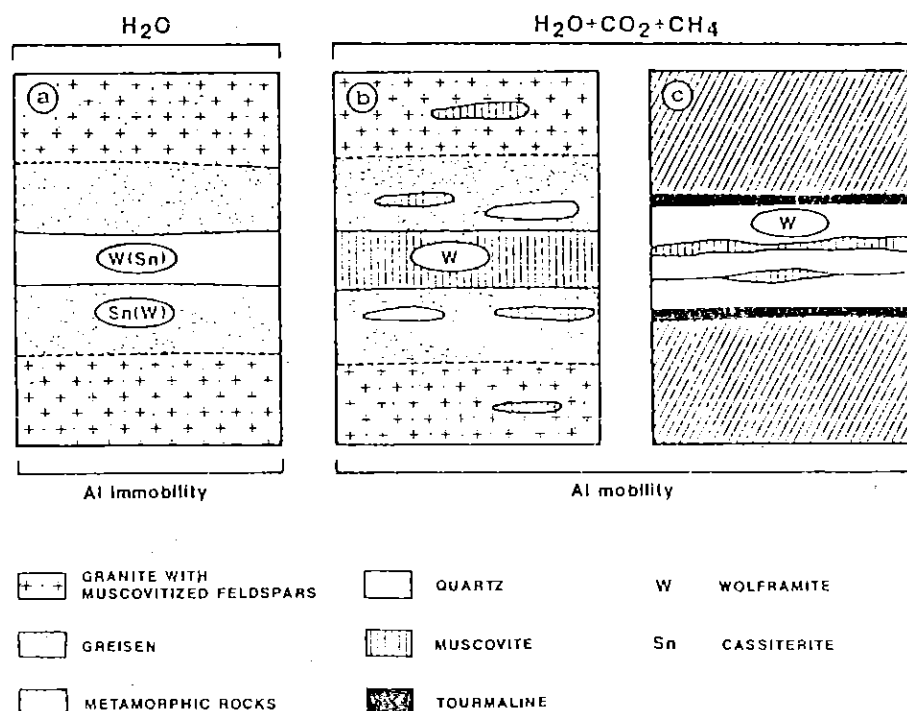 H₂O
H₂O+CO₂+CH₄
a
b
c
W(Sn)
Sn(W)
W
W
Al immobility
Al mobility
GRANITE WITH
MUSCOVITIZED FELDSPARS
QUARTZ
W WOLFRAMITE
GREISEN
MUSCOVITE
Sn CASSITERITE
METAMORPHIC ROCKS
TOURMALINE